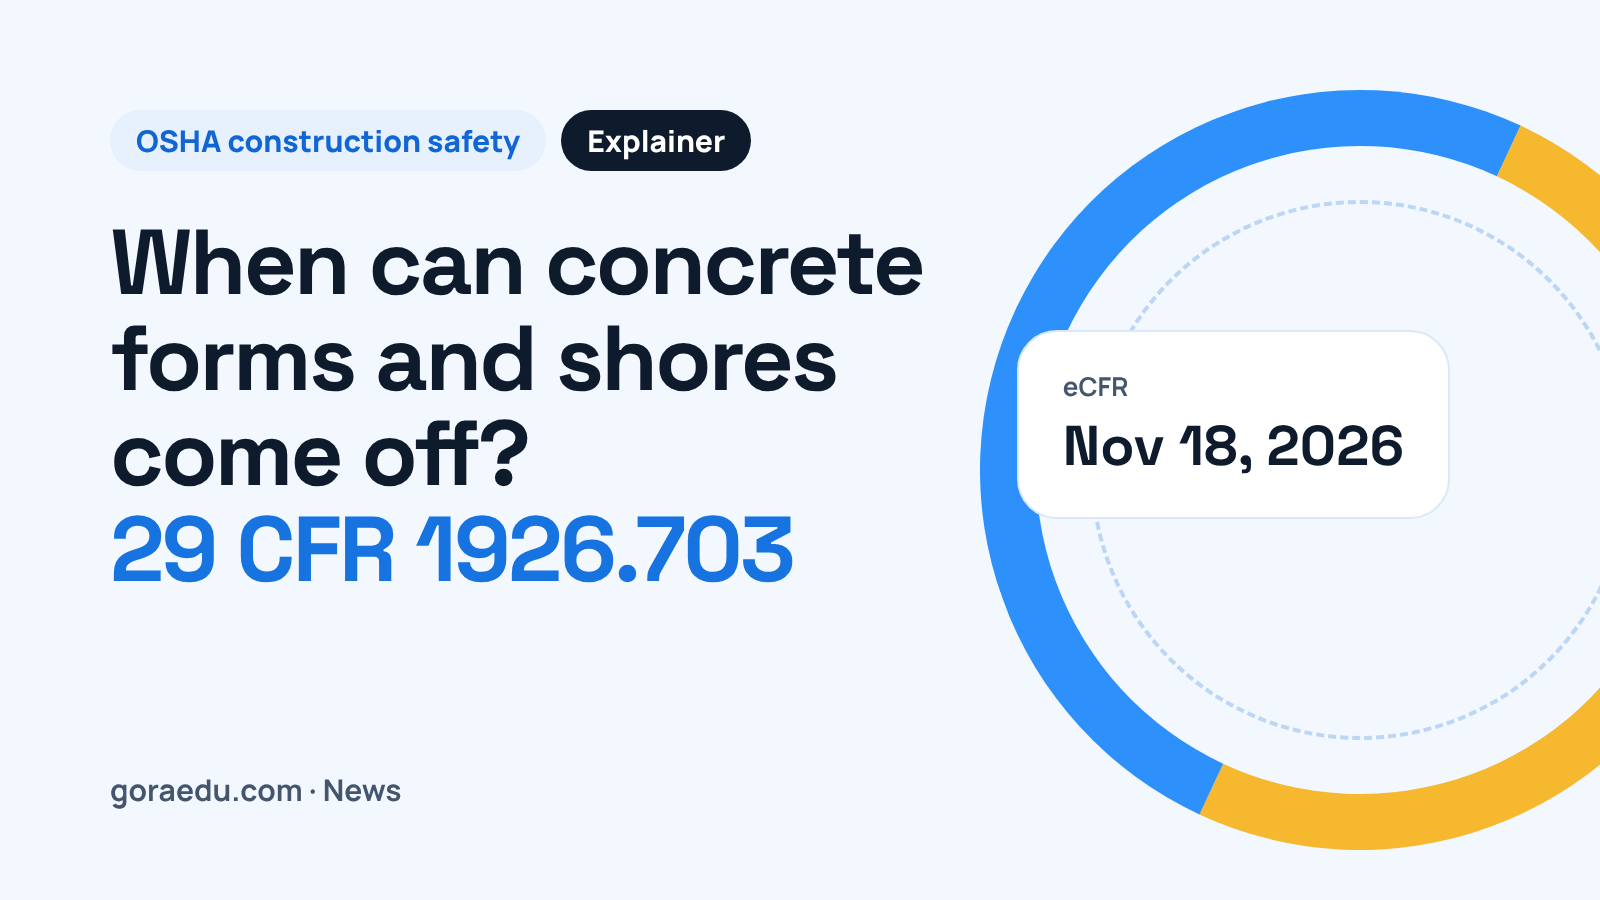 OSHA construction safety
Explainer
When can concrete
forms and shores
come off?
29 CFR 1926.703
eCFR
Nov 18, 2026
goraedu.com · News